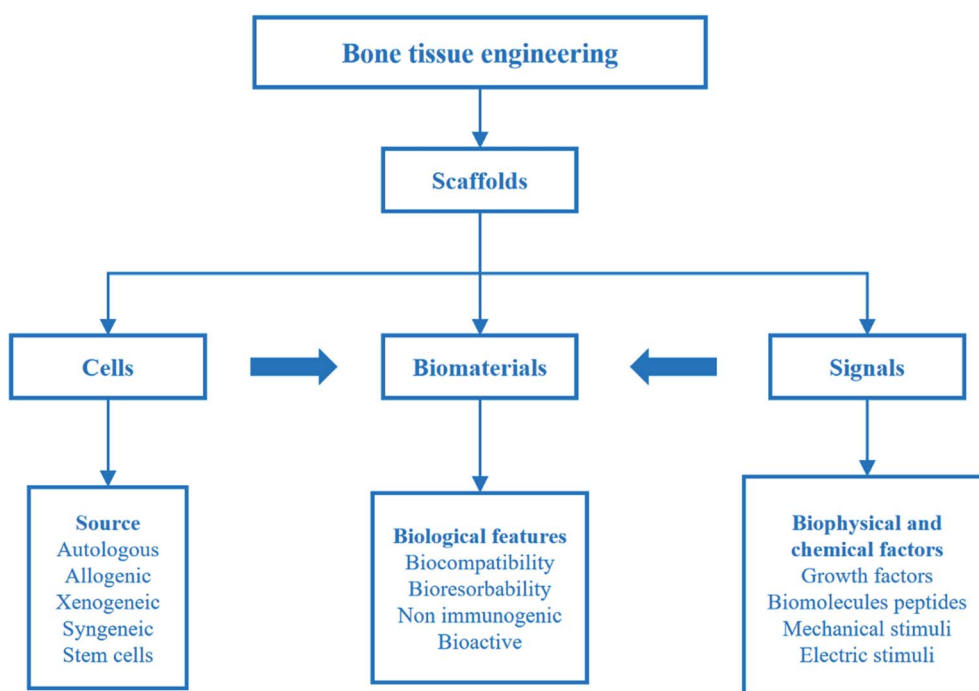 Bone tissue engineering
Scaffolds
Cells
Biomaterials
Signals
Source
Autologous
Allogenic
Xenogeneic
Syngeneic
Stem cells
Biological features
Biocompatibility
Bioresorbability
Non immunogenic
Bioactive
Biophysical and
chemical factors
Growth factors
Biomolecules peptides
Mechanical stimuli
Electric stimuli